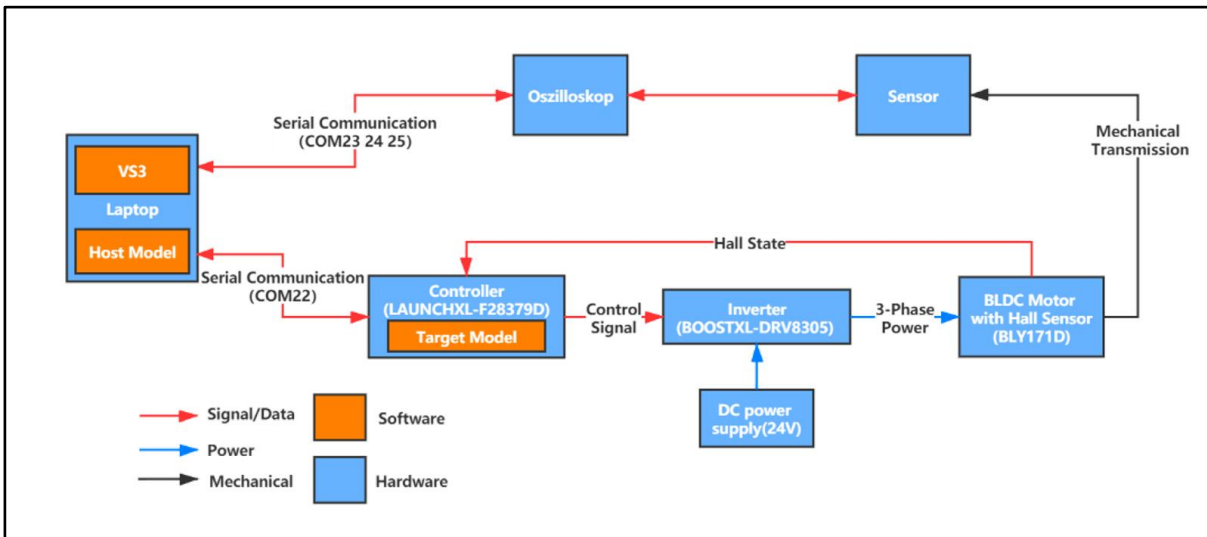 Oszilloskop
Sensor
Serial Communication
(COM23 24 25)
Mechanical
Transmission
VS3
Laptop
Host Model
Hall State
Serial Communication
(COM22)
Controller
(LAUNCHXL-F28379D)
Target Model
Control
Signal
Inverter
(BOOSTXL-DRV8305)
3-Phase
Power
BLDC Motor
with Hall Sensor
(BLY171D)
DC power
supply(24V)
Signal/Data
Software
Power
Mechanical
Hardware